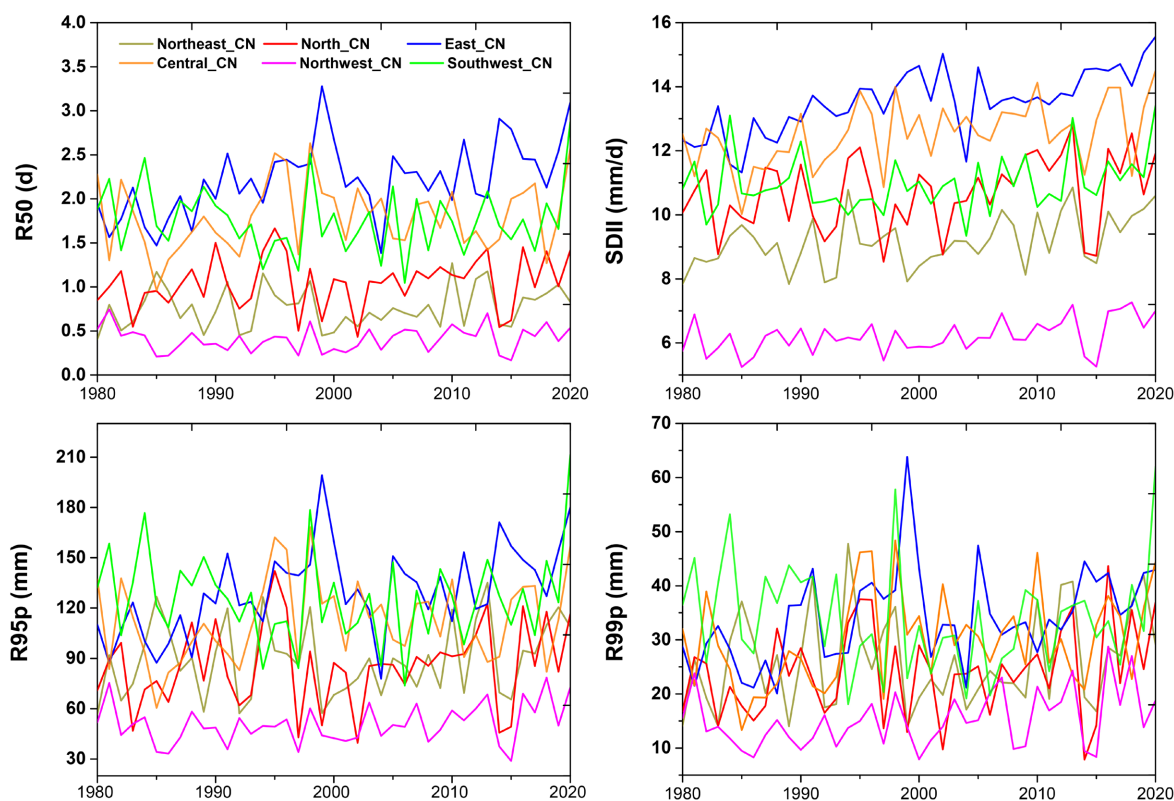 R50 (d)
4.0
3.5
3.0
2.5
2.0
1.5
1.0
0.5
0.0
Northeast_CN North_CN East_CN
Central_CN Northwest_CN Southwest_CN
1980 1990 2000 2010 2020
SDII (mm/d)
16
14
12
10
8
6
1980 1990 2000 2010 2020
R95p (mm)
210
180
150
120
90
60
30
1980 1990 2000 2010 2020
R99p (mm)
70
60
50
40
30
20
10
1980 1990 2000 2010 2020